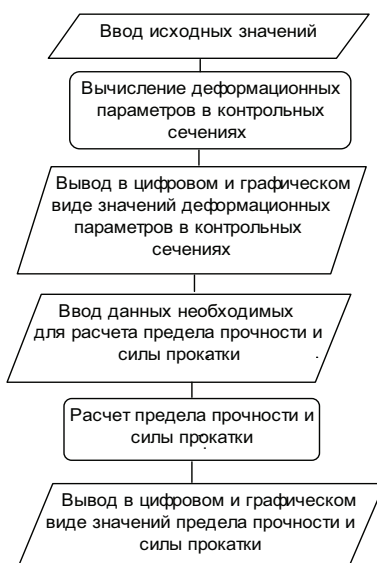 Ввод исходных значений
Вычисление деформационных
параметров в контрольных
сечениях
Вывод в цифровом и графическом
виде значений деформационных
параметров в контрольных
сечениях
Ввод данных необходимых
для расчета предела прочности и
силы прокатки
Расчет предела прочности и
силы прокатки
Вывод в цифровом и графическом
виде значений предела прочности и
силы прокатки